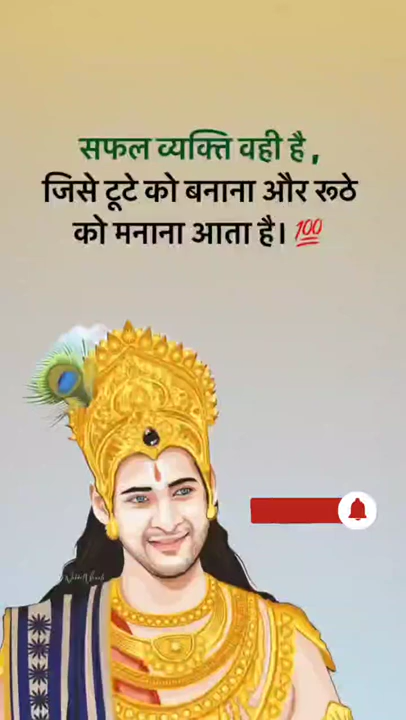 सफल व्यक्ति वही है ,
जिसे टूटे को बनाना और रूठे
को मनाना आता है। 💯